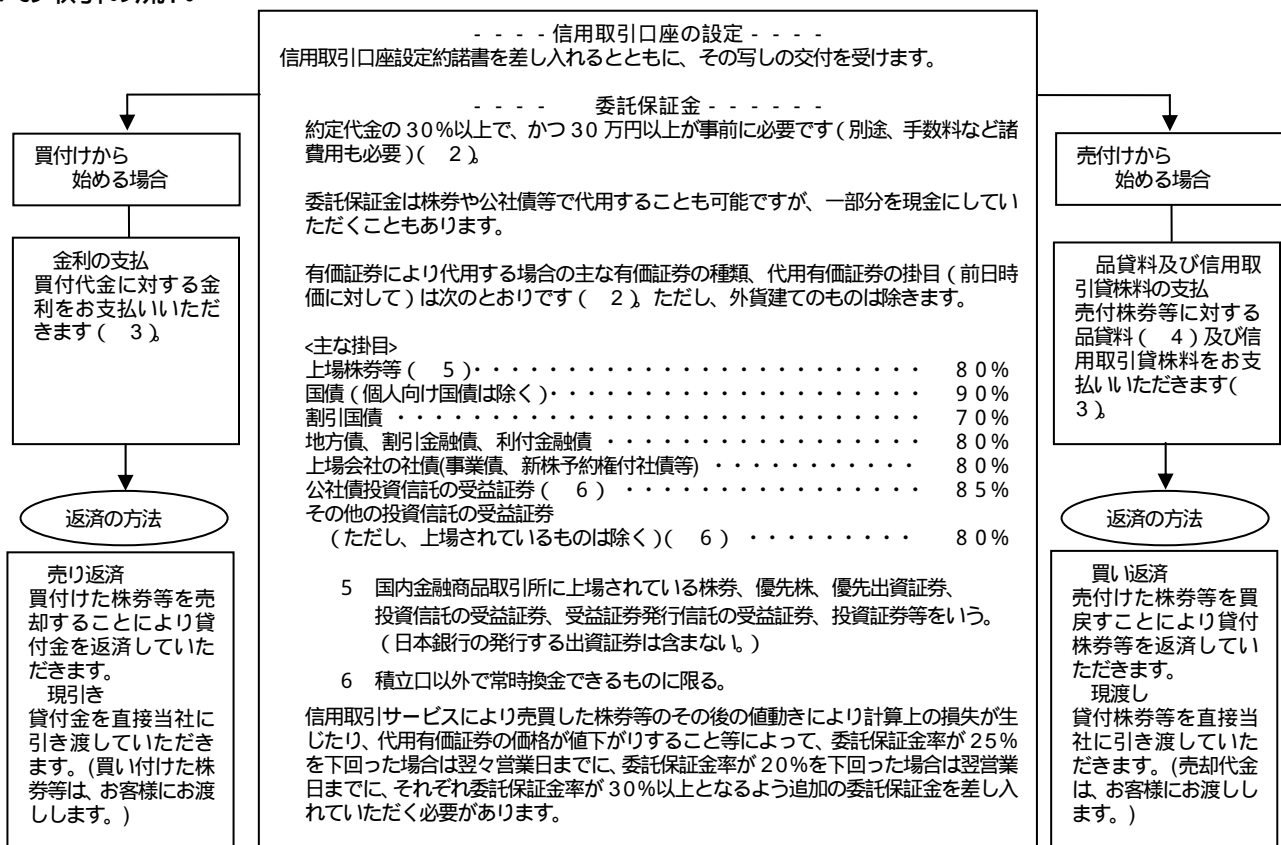 - - - - 信用取引口座の設定 - - - -
信用取引口座設定約諾書を差し入れるとともに、その写しの交付を受けます。
- - - - 委託保証金 - - - - - -
約定代金の30%以上で、かつ30万円以上が事前に必要です(別途、手数料など諸
費用も必要)( 2)。
委託保証金は株券や公社債等で代用することも可能ですが、一部分を現金にしてい
ただくこともあります。
有価証券により代用する場合の主な有価証券の種類、代用有価証券の掛目(前日時
価に対して)は次のとおりです( 2)。ただし、外貨建てのものは除きます。
<主な掛目>
上場株券等( 5)・・・・・・・・・・・・・・・・・・・・・・・・ 80%
国債(個人向け国債は除く)・・・・・・・・・・・・・・・・・・・・ 90%
割引国債 ・・・・・・・・・・・・・・・・・・・・・・・・・・・・ 70%
地方債、割引金融債、利付金融債 ・・・・・・・・・・・・・・・・・ 80%
上場会社の社債(事業債、新株予約権付社債等) ・・・・・・・・・・・ 80%
公社債投資信託の受益証券( 6) ・・・・・・・・・・・・・・・・ 85%
その他の投資信託の受益証券
(ただし、上場されているものは除く)( 6) ・・・・・・・・・ 80%
5 国内金融商品取引所に上場されている株券、優先株、優先出資証券、
投資信託の受益証券、受益証券発行信託の受益証券、投資証券等をいう。
(日本銀行の発行する出資証券は含まない。)
6 積立口以外で常時換金できるものに限る。
信用取引サービスにより売買した株券等のその後の値動きにより計算上の損失が生
じたり、代用有価証券の価格が値下がりすること等によって、委託保証金率が25%
を下回った場合は翌々営業日までに、委託保証金率が20%を下回った場合は翌営業
日までに、それぞれ委託保証金率が30%以上となるよう追加の委託保証金を差し入
れていただく必要があります。
買付けから
始める場合
金利の支払
買付代金に対する金
利をお支払いいただ
きます( 3)。
返済の方法
売り返済
買付けた株券等を売
却することにより貸
付金を返済していた
だきます。
現引き
貸付金を直接当社に
引き渡していただき
ます。(買い付けた株
券等は、お客様にお渡
しします。)
売付けから
始める場合
品貸料及び信用取
引貸株料の支払
売付株券等に対する
品貸料( 4)及び信
用取引貸株料をお支
払いいただきます(
3)。
返済の方法
買い返済
売付けた株券等を買
戻すことにより貸付
株券等を返済してい
ただきます。
現渡し
貸付株券等を直接当
社に引き渡していた
だきます。(売却代金
は、お客様にお渡しし
ます。)